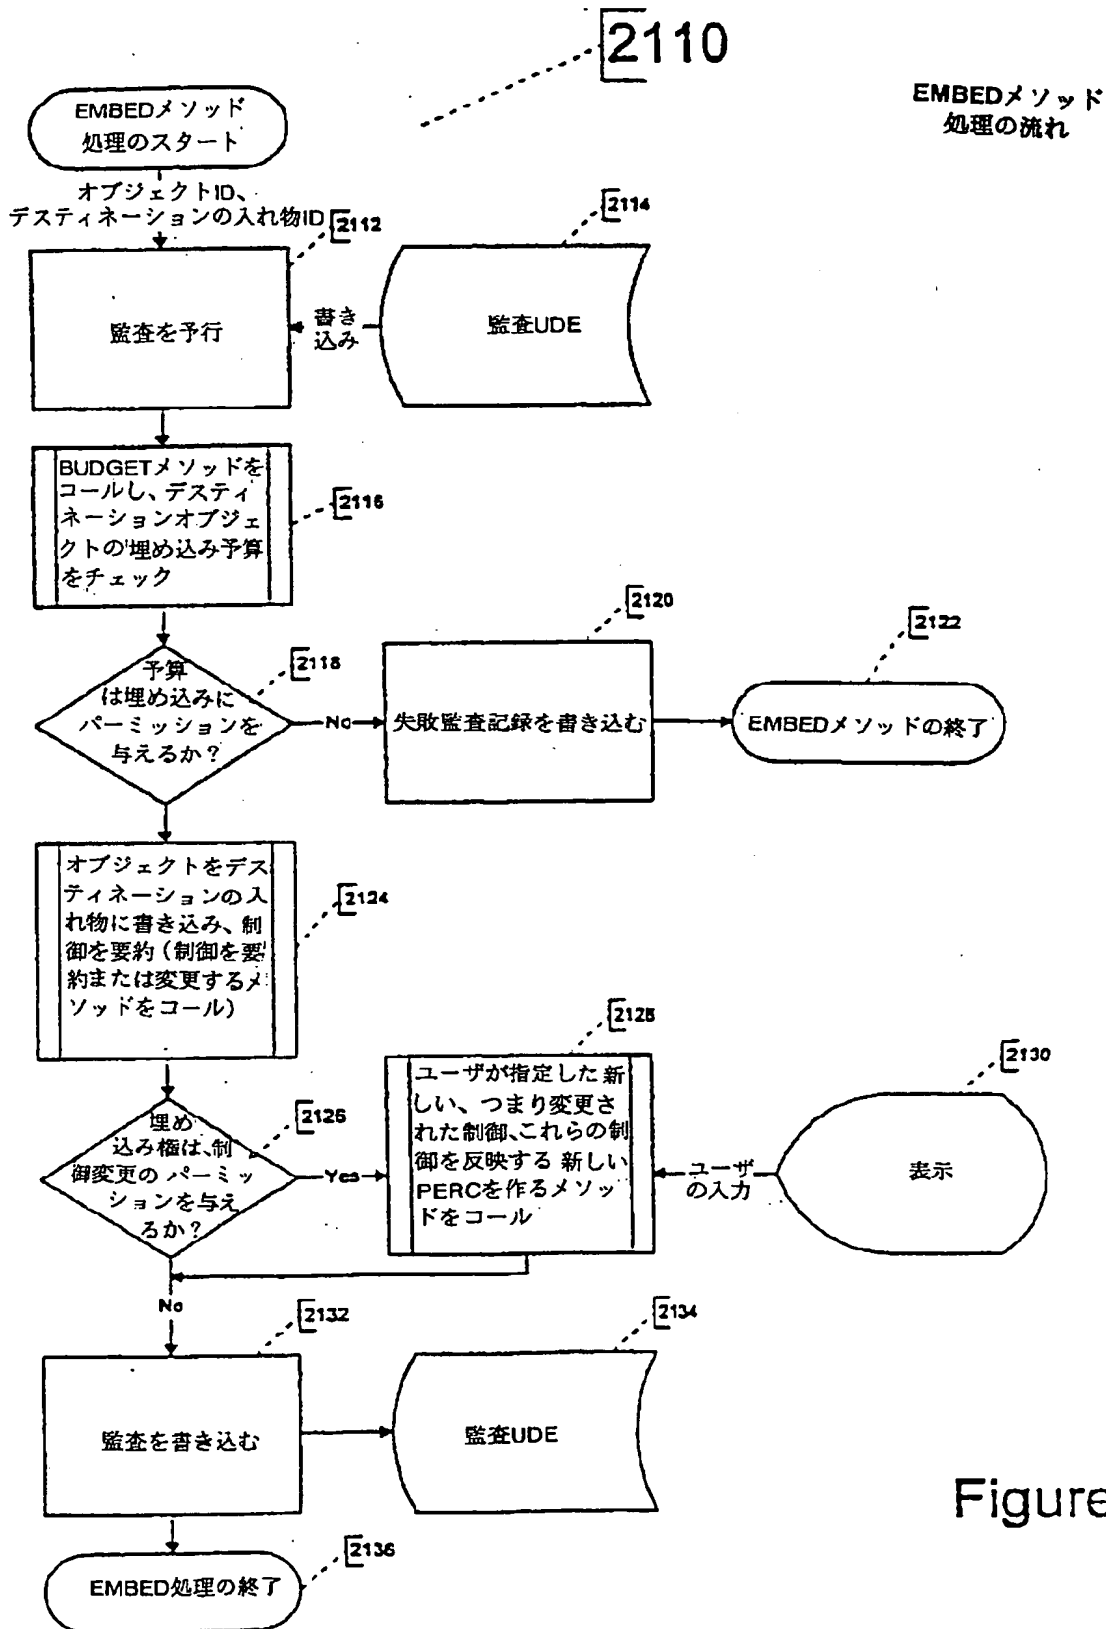 2110
EMBEDメソッド
処理の流れ
EMBEDメソッド
処理のスタート
オブジェクトID、
デスティネーションの入れ物ID
2112
2114
監査を予行
書き
込み
監査UDE
BUDGETメソッドを
コールし、デスティ
ネーションオブジェ
クトの埋め込み予算
をチェック
2116
予算
は埋め込みに
パーミッションを
与えるか？
2118
No
2120
失敗監査記録を書き込む
2122
EMBEDメソッドの終了
オブジェクトをデス
ティネーションの入
れ物に書き込み、制
御を要約（制御を要
約または変更するメ
ソッドをコール）
2124
埋め
込み権は、制
御変更の パーミッ
ションを与え
るか？
2126
Yes
2128
ユーザが指定した 新
しい、つまり変更さ
れた制御、これらの制
御を反映する 新しい
PERCを作るメソッ
ドをコール
ユーザ
の入力
2130
表示
No
2132
監査を書き込む
2134
監査UDE
2136
EMBED処理の終了
Figure